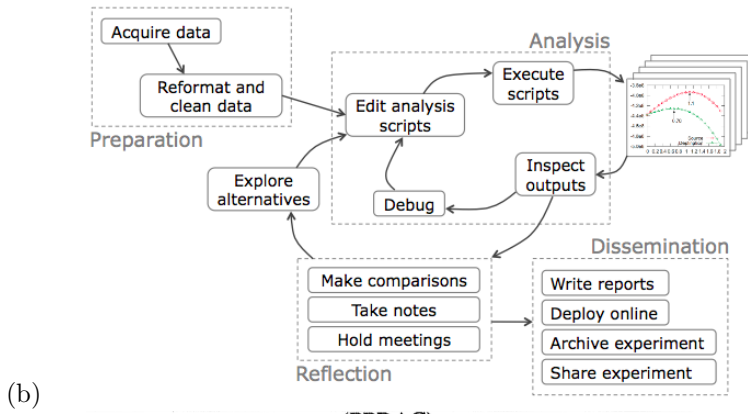 Acquire data
Reformat and
clean data
Preparation
Analysis
Edit analysis
scripts
Execute
scripts
Inspect
outputs
Debug
Explore
alternatives
Make comparisons
Take notes
Hold meetings
Reflection
Dissemination
Write reports
Deploy online
Archive experiment
Share experiment
(b)